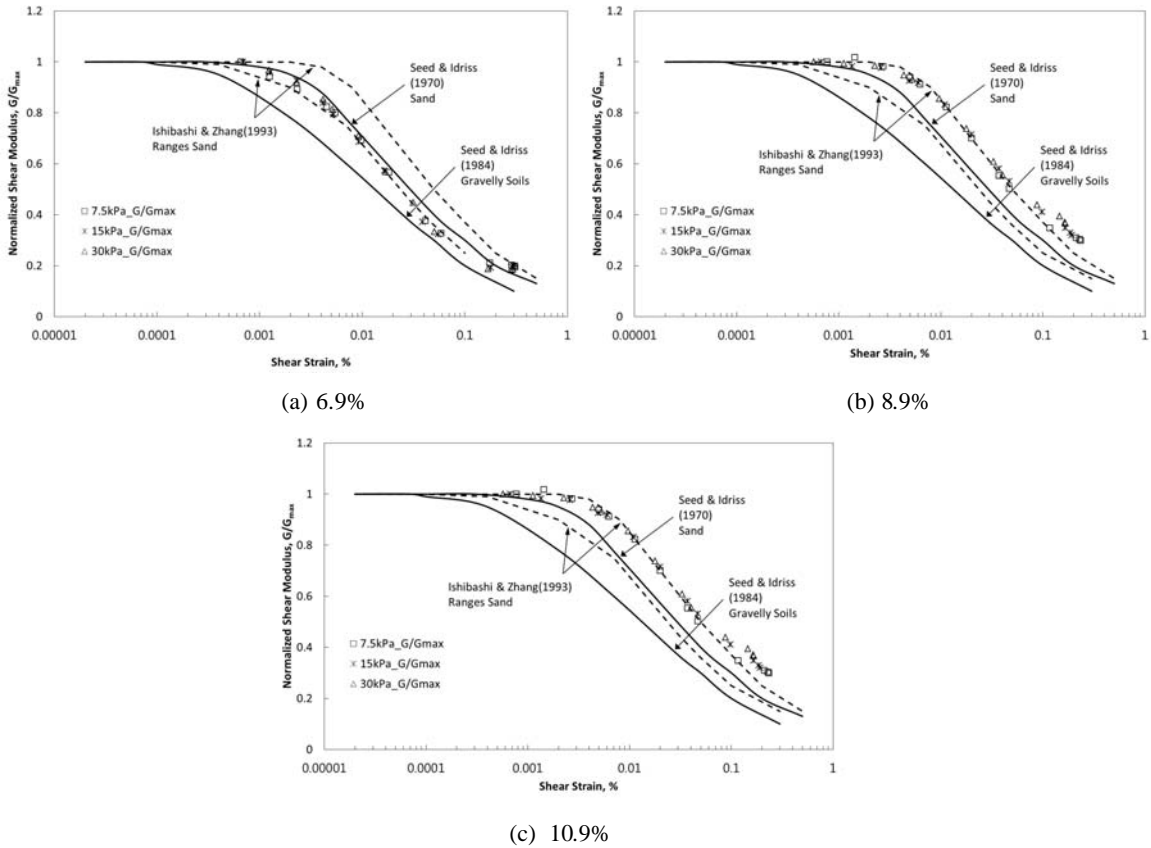 1.2
1
0.8
0.6
0.4
0.2
0
Normalized Shear Modulus, G/Gmax
Seed & Idriss
(1970)
Sand
Ishibashi & Zhang(1993)
Ranges Sand
Seed & Idriss
(1984)
Gravelly Soils
7.5kPa_G/Gmax
15kPa_G/Gmax
30kPa_G/Gmax
0.00001 0.0001 0.001 0.01 0.1 1
Shear Strain, %
(a) 6.9%
1.2
1
0.8
0.6
0.4
0.2
0
Normalized Shear Modulus, G/Gmax
Seed & Idriss
(1970)
Sand
Ishibashi & Zhang(1993)
Ranges Sand
Seed & Idriss
(1984)
Gravelly Soils
7.5kPa_G/Gmax
15kPa_G/Gmax
30kPa_G/Gmax
0.00001 0.0001 0.001 0.01 0.1 1
Shear Strain, %
(b) 8.9%
1.2
1
0.8
0.6
0.4
0.2
0
Normalized Shear Modulus, G/Gmax
Seed & Idriss
(1970)
Sand
Ishibashi & Zhang(1993)
Ranges Sand
Seed & Idriss
(1984)
Gravelly Soils
7.5kPa_G/Gmax
15kPa_G/Gmax
30kPa_G/Gmax
0.00001 0.0001 0.001 0.01 0.1 1
Shear Strain, %
(c) 10.9%